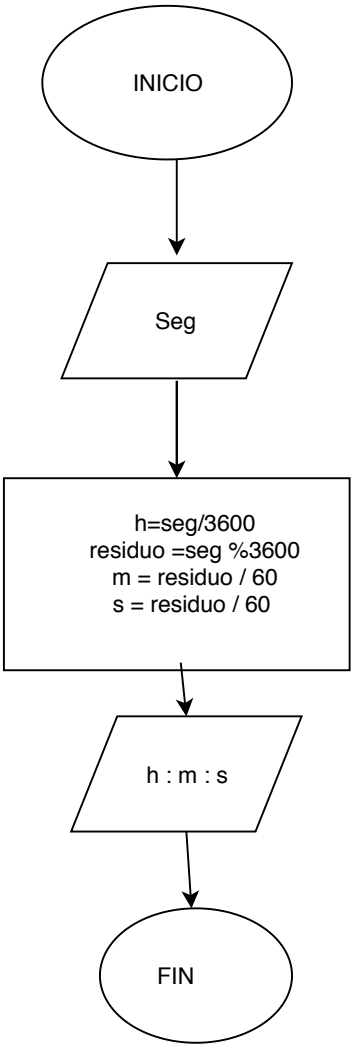 INICIO
Seg
h=seg/3600
residuo =seg %3600
m = residuo / 60
s = residuo / 60
h : m : s
FIN